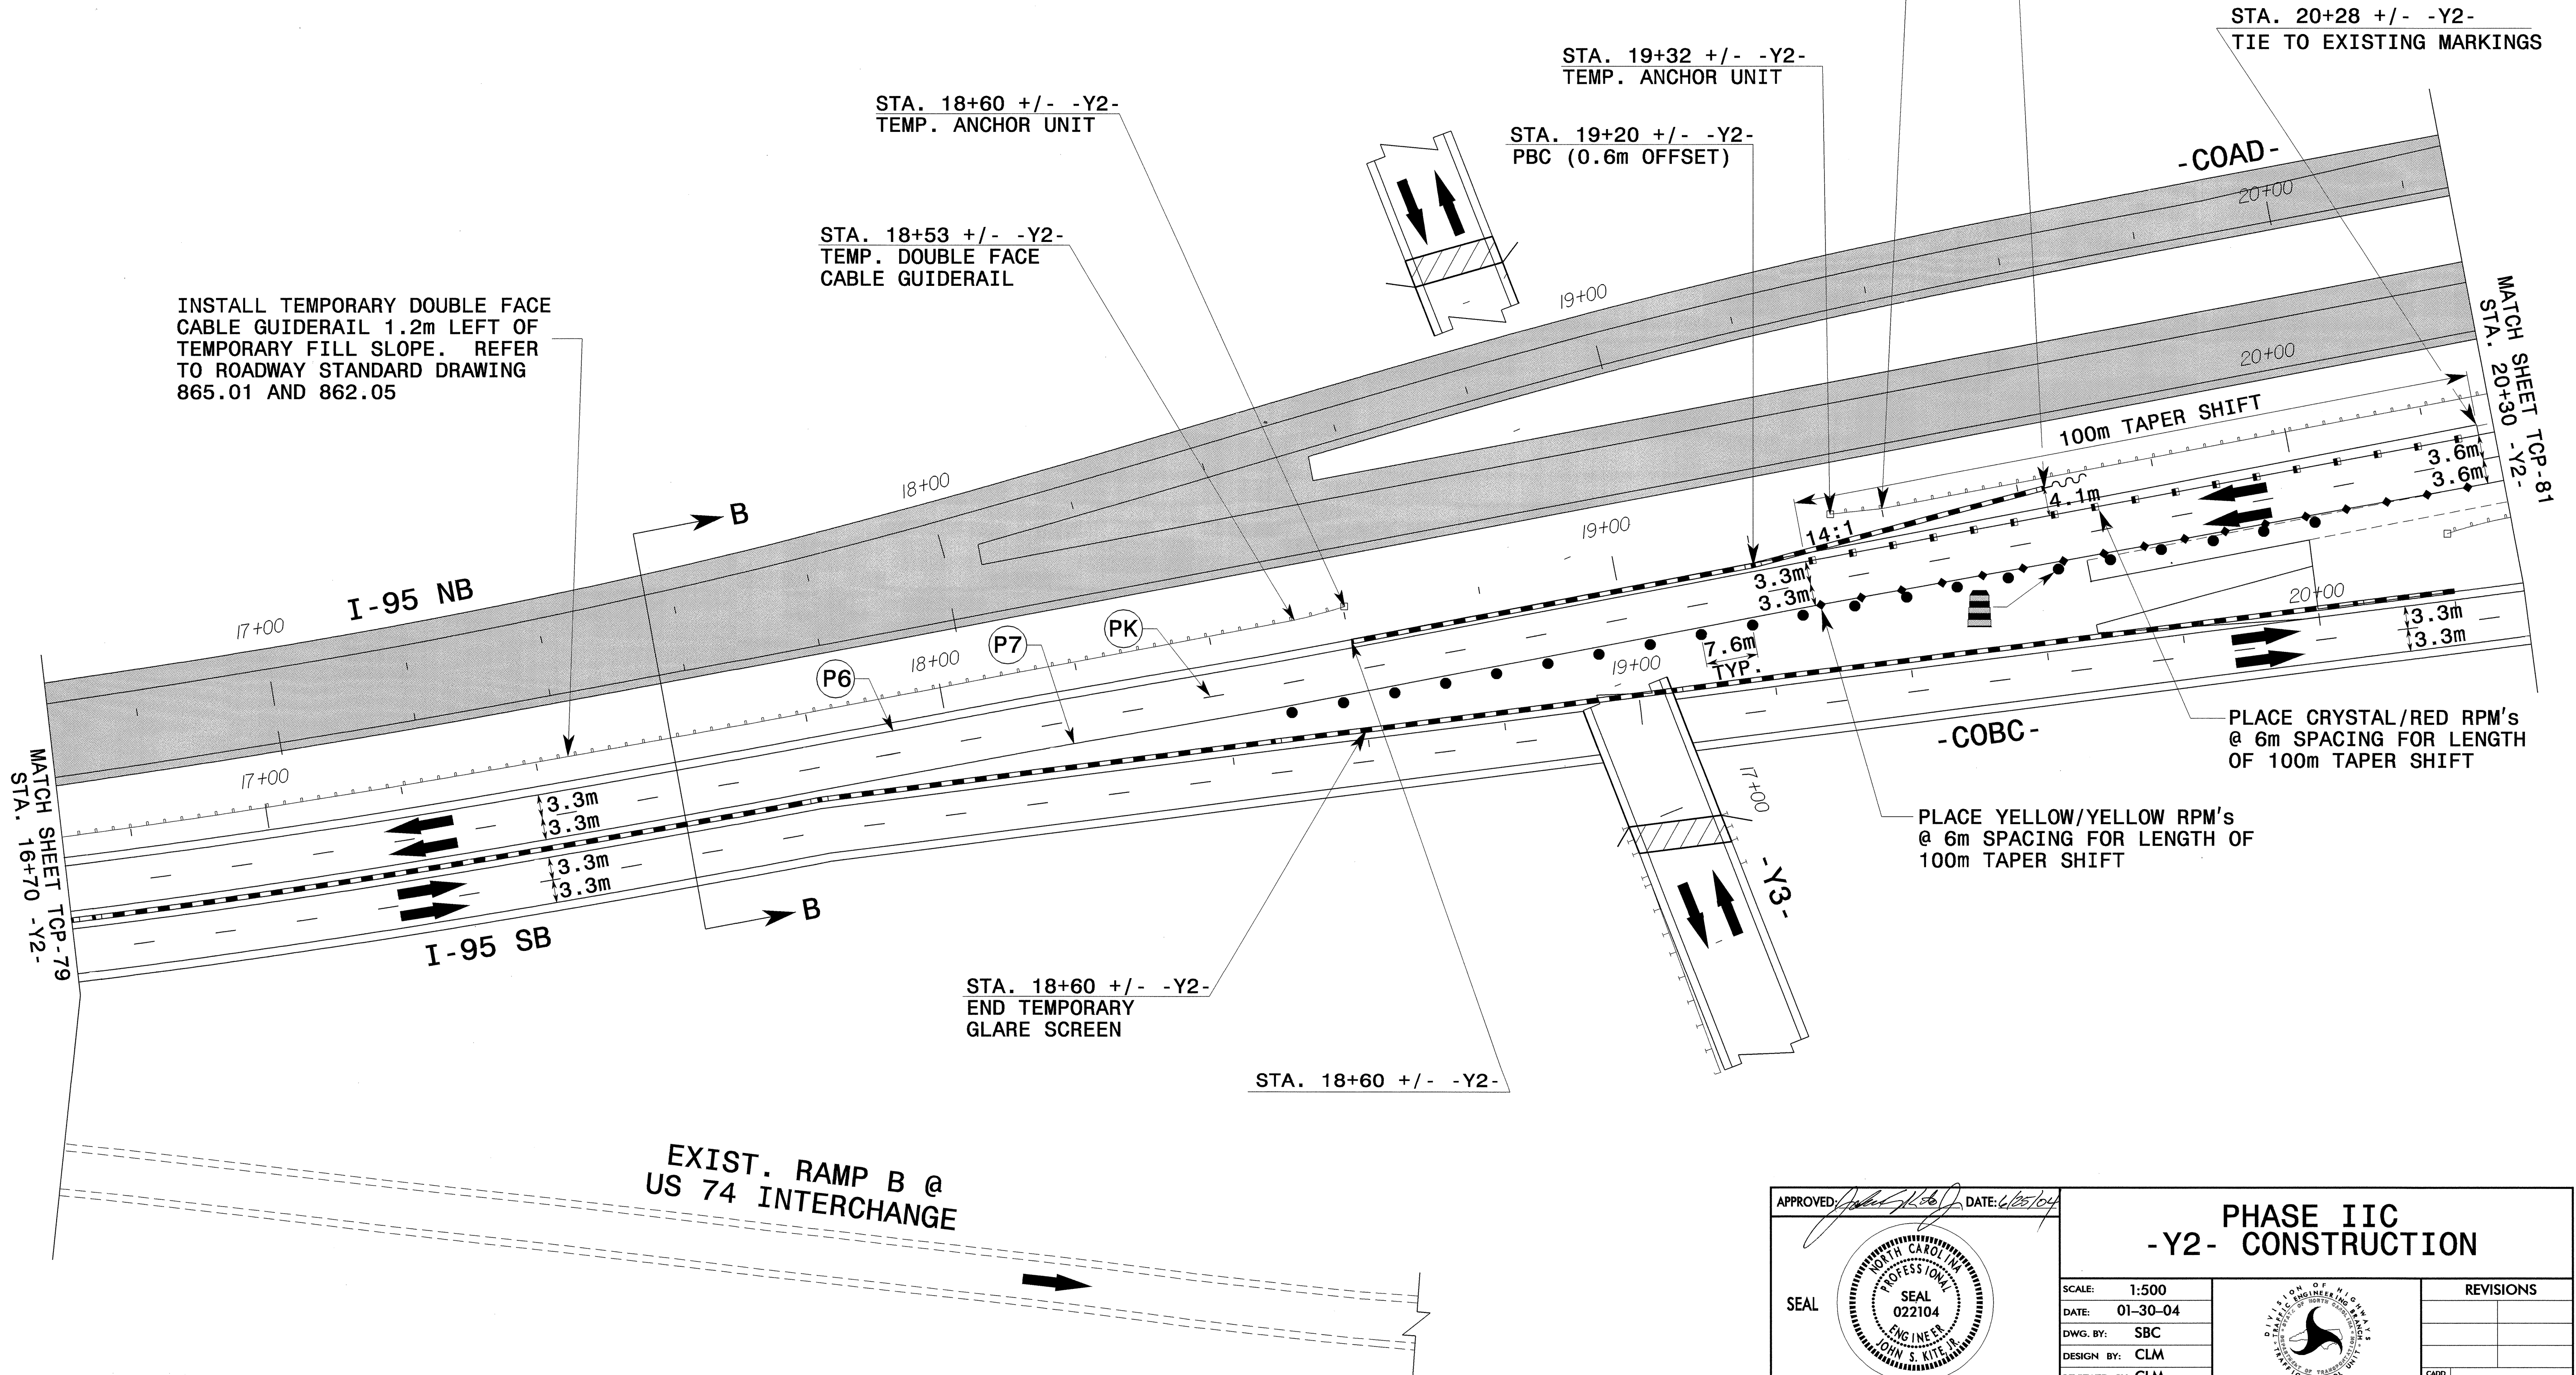 STA. 20+28 +/- -Y2-
TIE TO EXISTING MARKINGS
STA. 19+32 +/- -Y2-
TEMP. ANCHOR UNIT
STA. 18+60 +/- -Y2-
TEMP. ANCHOR UNIT
STA. 19+20 +/- -Y2-
PBC (0.6m OFFSET)
-COAD-
20+00
STA. 18+53 +/- -Y2-
TEMP. DOUBLE FACE
CABLE GUIDERAIL
INSTALL TEMPORARY DOUBLE FACE
CABLE GUIDERAIL 1.2m LEFT OF
TEMPORARY FILL SLOPE. REFER
TO ROADWAY STANDARD DRAWING
865.01 AND 862.05
19+00
20+00
MATCH SHEET TCP-81
STA. 20+30 -Y2-
100m TAPER SHIFT
18+00
B
3.6m
3.6m
4.1m
14:1
19+00
I-95 NB
17+00
3.3m
3.3m
20+00
3.3m
3.3m
PK
P7
P6
18+00
7.6m
TYP.
19+00
17+00
3.3m
3.3m
3.3m
3.3m
-COBC-
PLACE CRYSTAL/RED RPM's
@ 6m SPACING FOR LENGTH
OF 100m TAPER SHIFT
17+00
MATCH SHEET TCP-79
STA. 16+70 -Y2-
PLACE YELLOW/YELLOW RPM's
@ 6m SPACING FOR LENGTH OF
100m TAPER SHIFT
-Y3-
B
I-95 SB
STA. 18+60 +/- -Y2-
END TEMPORARY
GLARE SCREEN
STA. 18+60 +/- -Y2-
EXIST. RAMP B @
US 74 INTERCHANGE
APPROVED:
DATE: 6/25/04
PHASE IIC
-Y2- CONSTRUCTION
SEAL
NORTH CAROLINA
PROFESSIONAL
SEAL
022104
ENGINEER
JOHN S. KITE, JR.
SCALE: 1:500
DATE: 01-30-04
DWG. BY: SBC
DESIGN BY: CLM
CLM
DIVISION OF HIGHWAYS
TRAFFIC ENGINEERING BRANCH
REVISIONS
CADD